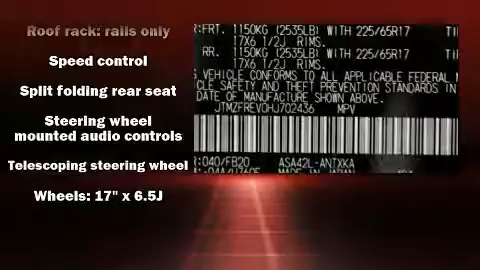 Roof rack: rails only
Speed control
Split folding rear seat
Steering wheel
mounted audio controls
Telescoping steering wheel
Wheels: 17" x 6.5J
FRT. 1150KG (2535LB) WITH 225/65R17
17X6 1/2J RIMS.
RR. 1150KG (2535LB) WITH 225/65R17
17X6 1/2J RIMS.
VEHICLE CONFORMS TO ALL APPLICABLE FEDERAL
SAFETY AND THEFT PREVENTION STANDARDS IN
DATE OF MANUFACTURE SHOWN ABOVE.
JTMZFREV0HJ702436 MPV
:040/FB20 ASA42L-ANTXKA
MADE IN JAPAN